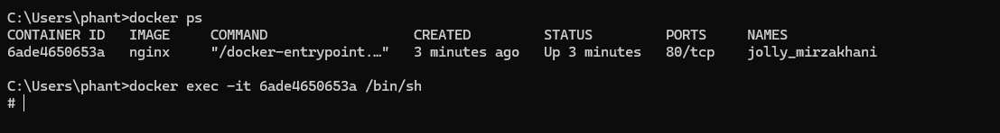 C:\Users\phant>docker ps
CONTAINER ID   IMAGE     COMMAND                  CREATED         STATUS         PORTS     NAMES
6ade4650653a   nginx     "/docker-entrypoint.…"   3 minutes ago   Up 3 minutes   80/tcp    jolly_mirzakhani
C:\Users\phant>docker exec -it 6ade4650653a /bin/sh
#